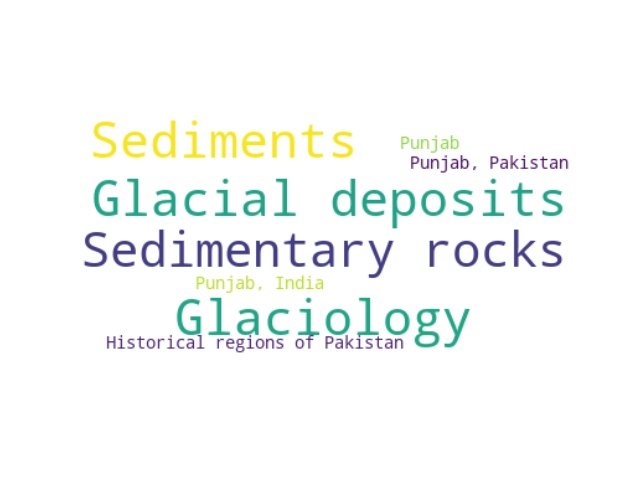 Sediments
Punjab
Punjab, Pakistan
Glacial deposits
Sedimentary rocks
Punjab, India
Glaciology
Historical regions of Pakistan